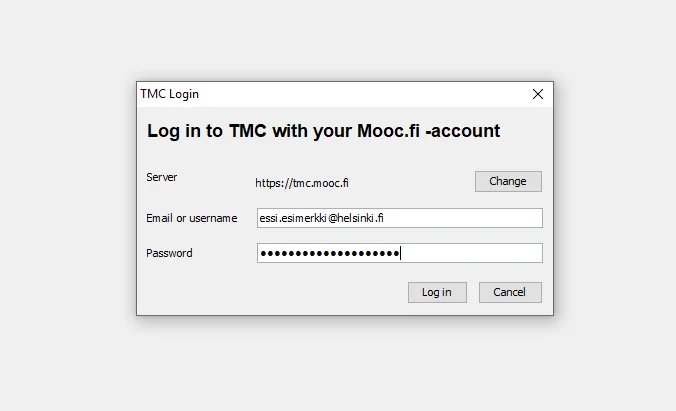 TMC Login
Log in to TMC with your Mooc.fi -account
Server https://tmc.mooc.fi Change
Email or username essi.esimerkki@helsinki.fi
Password ●●●●●●●●●●●●●●●●●●●●
Log in Cancel